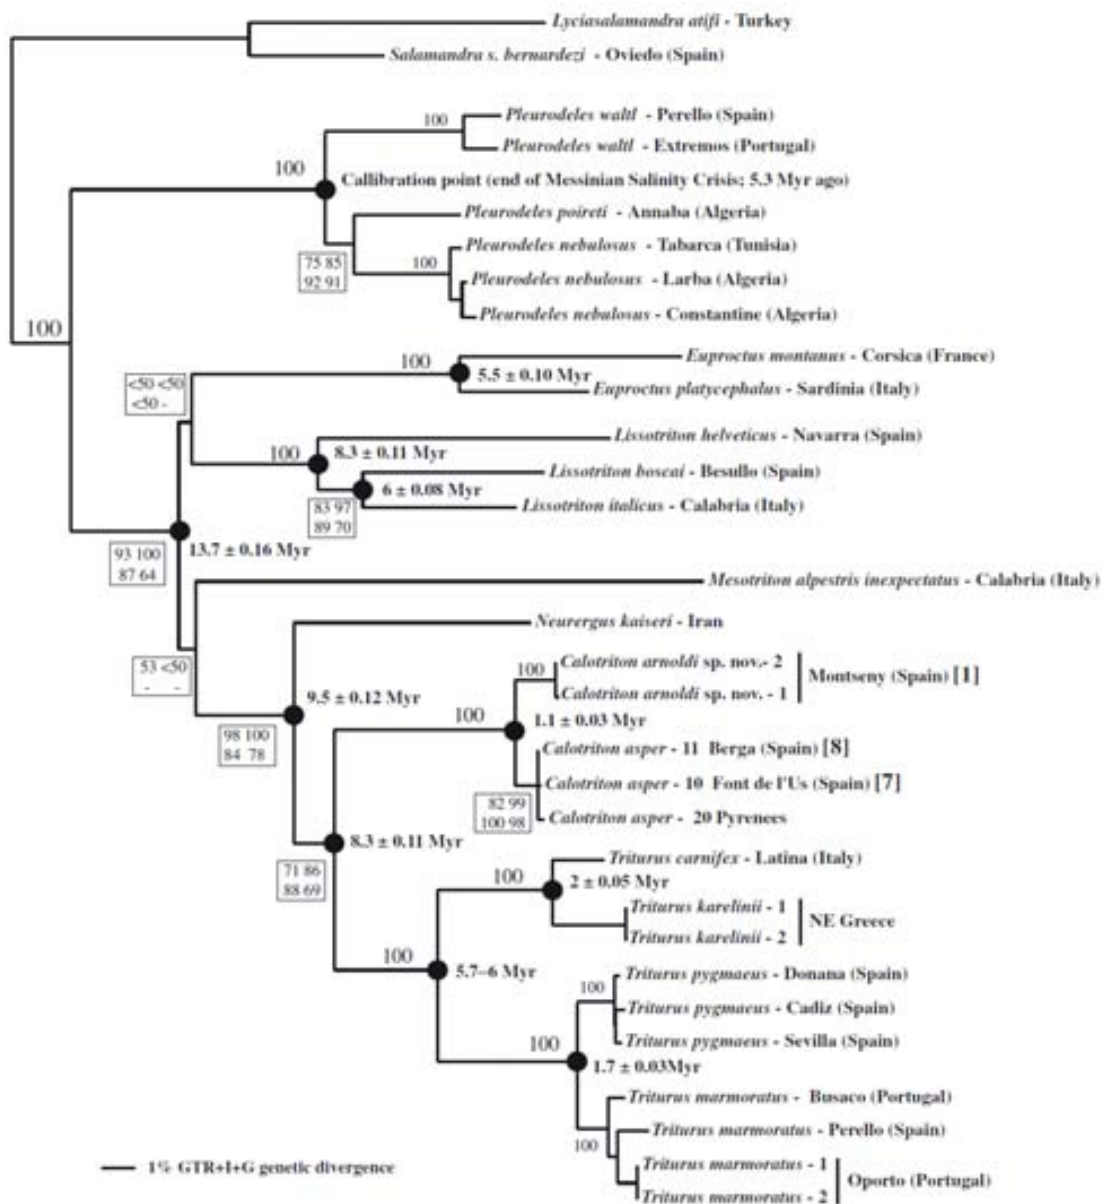 Lyciasalamandra atifi - Turkey
Salamandra s. bernardezi - Oviedo (Spain)
100
Pleurodeles waltl - Perello (Spain)
Pleurodeles waltl - Extremos (Portugal)
100
Callibration point (end of Messinian Salinity Crisis; 5.3 Myr ago)
Pleurodeles poireti - Annaba (Algeria)
75 85
92 91
100
Pleurodeles nebulosus - Tabarca (Tunisia)
Pleurodeles nebulosus - Larba (Algeria)
Pleurodeles nebulosus - Constantine (Algeria)
100
100
Euproctus montanus - Corsica (France)
5.5 ± 0.10 Myr
Euproctus platycephalus - Sardinia (Italy)
<50 <50
<50 -
Lissotriton helveticus - Navarra (Spain)
100
8.3 ± 0.11 Myr
Lissotriton boscai - Besullo (Spain)
6 ± 0.08 Myr
83 97
89 70
Lissotriton italicus - Calabria (Italy)
93 100
87 64
13.7 ± 0.16 Myr
Mesotriton alpestris inexpectatus - Calabria (Italy)
Neurergus kaiseri - Iran
53 <50
- -
100
Calotriton arnoldi sp. nov.- 2
Calotriton arnoldi sp. nov. - 1
Montseny (Spain) [1]
9.5 ± 0.12 Myr
98 100
84 78
100
1.1 ± 0.03 Myr
Calotriton asper - 11 Berga (Spain) [8]
Calotriton asper - 10 Font de l'Us (Spain) [7]
82 99
100 98
Calotriton asper - 20 Pyrenees
8.3 ± 0.11 Myr
71 86
88 69
Triturus carnifex - Latina (Italy)
100
2 ± 0.05 Myr
Triturus karelinii - 1
Triturus karelinii - 2
NE Greece
100
5.7–6 Myr
100
Triturus pygmaeus - Donana (Spain)
Triturus pygmaeus - Cadiz (Spain)
Triturus pygmaeus - Sevilla (Spain)
100
1.7 ± 0.03Myr
Triturus marmoratus - Busaco (Portugal)
Triturus marmoratus - Perello (Spain)
100
Triturus marmoratus - 1
Triturus marmoratus - 2
Oporto (Portugal)
1% GTR+I+G genetic divergence